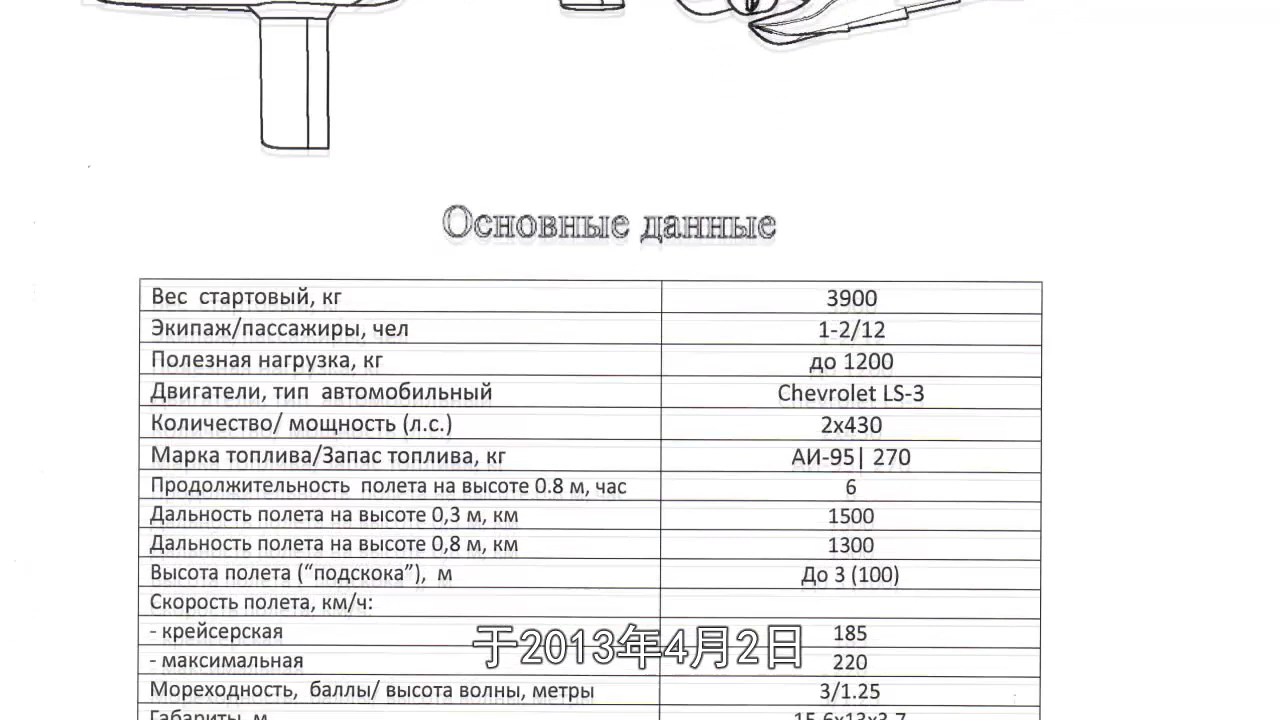 Основные данные
Вес стартовый, кг 3900
Экипаж/пассажиры, чел 1-2/12
Полезная нагрузка, кг до 1200
Двигатели, тип автомобильный Chevrolet LS-3
Количество/ мощность (л.с.) 2х430
Марка топлива/Запас топлива, кг АИ-95| 270
Продолжительность полета на высоте 0.8 м, час 6
Дальность полета на высоте 0,3 м, км 1500
Дальность полета на высоте 0,8 м, км 1300
Высота полета (“подскока”), м До 3 (100)
Скорость полета, км/ч:
- крейсерская 185
- максимальная 220
于2013年4月2日
Мореходность, баллы/ высота волны, метры 3/1.25
Габариты, м 15,6х13х3,7